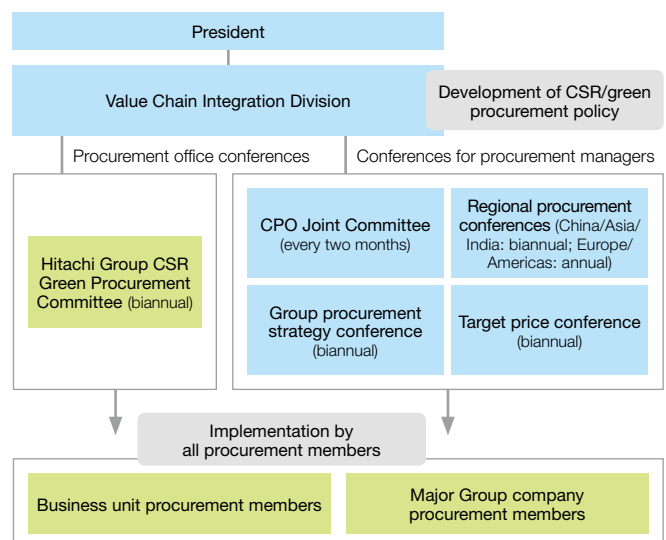 President
Value Chain Integration Division
Development of CSR/green
procurement policy
Procurement office conferences
Conferences for procurement managers
Hitachi Group CSR
Green Procurement
Committee (biannual)
CPO Joint Committee
(every two months)
Regional procurement
conferences (China/Asia/
India: biannual; Europe/
Americas: annual)
Group procurement
strategy conference
(biannual)
Target price conference
(biannual)
Implementation by
all procurement members
Business unit procurement members
Major Group company
procurement members